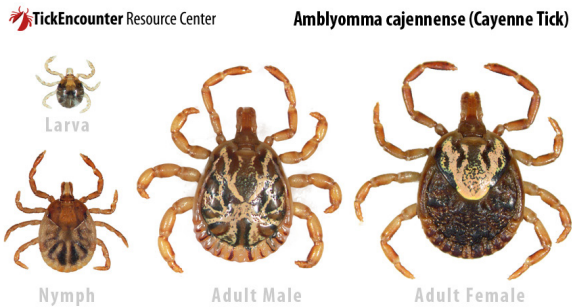 TickEncounter Resource Center
Amblyomma cajennense (Cayenne Tick)
Larva
Nymph
Adult Male
Adult Female